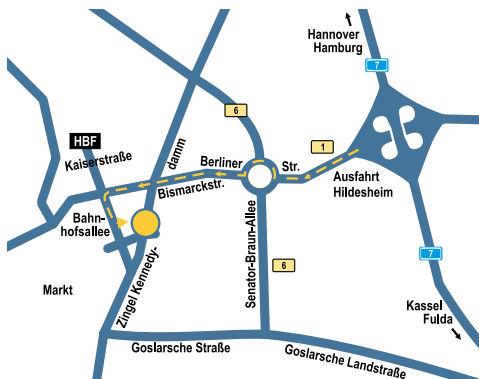 Hannover
Hamburg
7
6
HBF
Kaiserstraße
damm
Berliner
Str.
1
Bismarckstr.
Ausfahrt
Hildesheim
Bahn-
hofsallee
Senator-Braun-Allee
Zingel Kennedy-
7
6
Markt
Kassel
Fulda
Goslarsche Straße
Goslarsche Landstraße